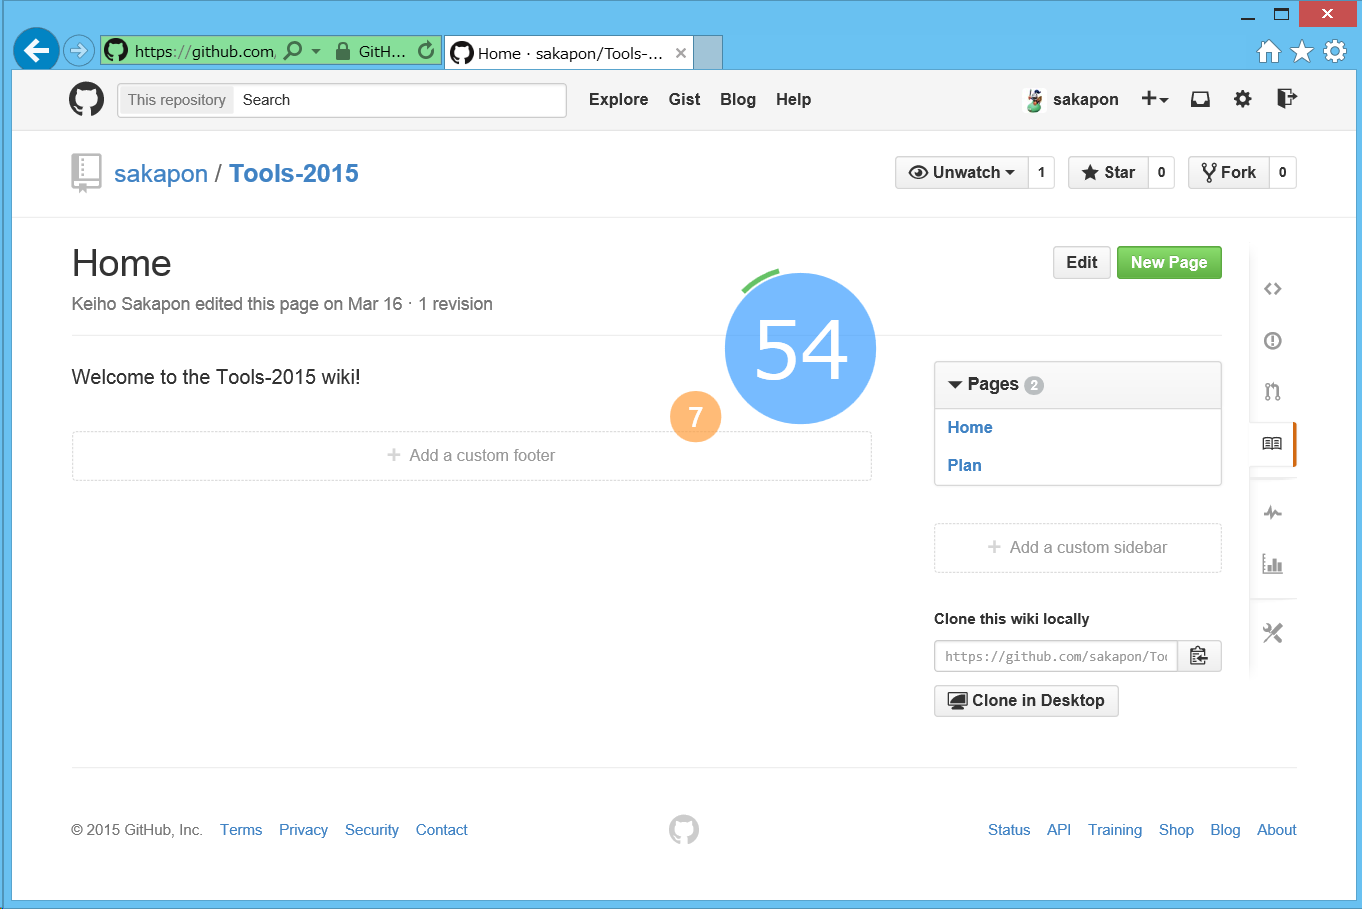 https://github.com, GitH... Home · sakapon/Tools-...
This repository Search Explore Gist Blog Help sakapon
sakapon / Tools-2015 Unwatch 1 Star 0 Fork 0
Home Edit New Page
Keiho Sakapon edited this page on Mar 16 · 1 revision
54
Welcome to the Tools-2015 wiki!
Pages 2
7
Home
Add a custom footer
Plan
Add a custom sidebar
Clone this wiki locally
https://github.com/sakapon/Too
Clone in Desktop
© 2015 GitHub, Inc. Terms Privacy Security Contact Status API Training Shop Blog About